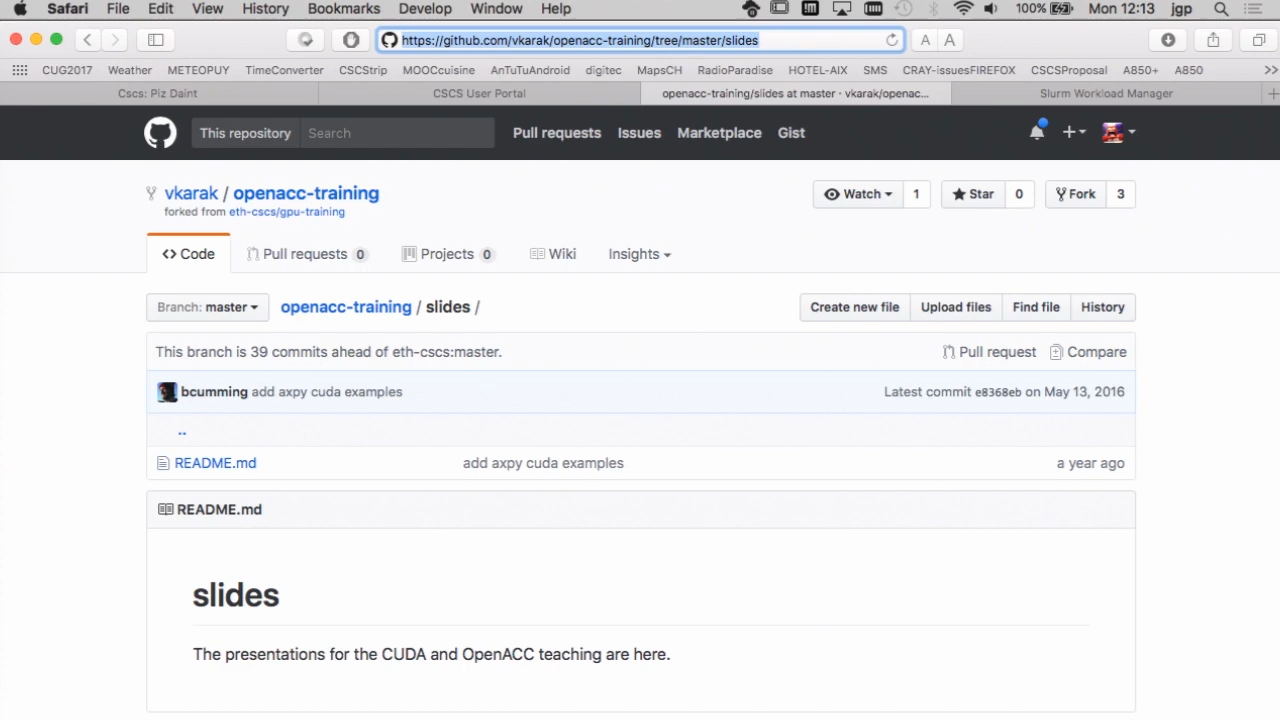 Safari File Edit View History Bookmarks Develop Window Help 100% Mon 12:13 jgp
https://github.com/vkarak/openacc-training/tree/master/slides A A
CUG2017 Weather METEOPUY TimeConverter CSCStrip MOOCcuisine AnTuTuAndroid digitec MapsCH RadioParadise HOTEL-AIX SMS CRAY-issuesFIREFOX CSCSProposal A850+ A850 >>
Cscs: Piz Daint CSCS User Portal openacc-training/slides at master · vkarak/openac... Slurm Workload Manager +
This repository Search Pull requests Issues Marketplace Gist
vkarak / openacc-training Watch 1 Star 0 Fork 3
forked from eth-cscs/gpu-training
<> Code Pull requests 0 Projects 0 Wiki Insights
Branch: master openacc-training / slides / Create new file Upload files Find file History
This branch is 39 commits ahead of eth-cscs:master. Pull request Compare
bcumming add axpy cuda examples Latest commit e8368eb on May 13, 2016
..
README.md add axpy cuda examples a year ago
README.md
slides
The presentations for the CUDA and OpenACC teaching are here.